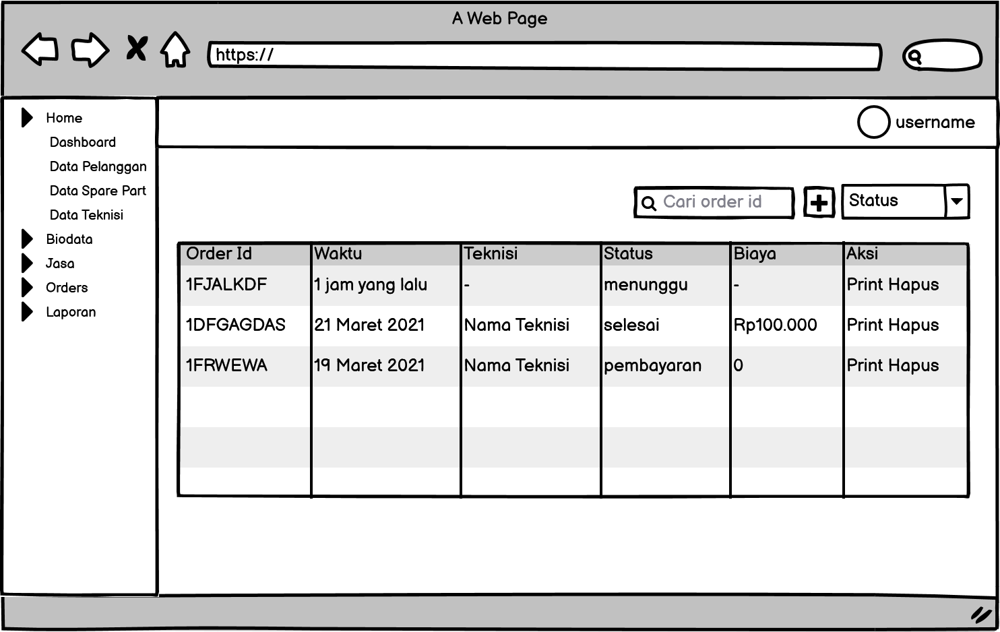 A Web Page
https://
username
Home
Dashboard
Data Pelanggan
Data Spare Part
Data Teknisi
Biodata
Jasa
Orders
Laporan
Cari order id
Status
Order Id Waktu Teknisi Status Biaya Aksi
1FJALKDF 1 jam yang lalu - menunggu - Print Hapus
1DFGAGDAS 21 Maret 2021 Nama Teknisi selesai Rp100.000 Print Hapus
1FRWEWA 19 Maret 2021 Nama Teknisi pembayaran 0 Print Hapus